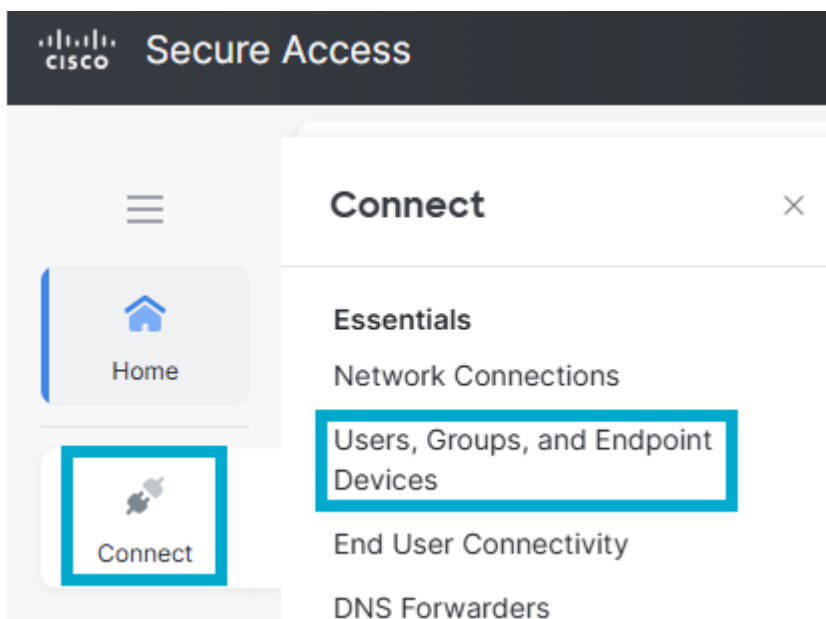 CISCO Secure Access
Connect
Home
Essentials
Network Connections
Users, Groups, and Endpoint
Devices
Connect
End User Connectivity
DNS Forwarders